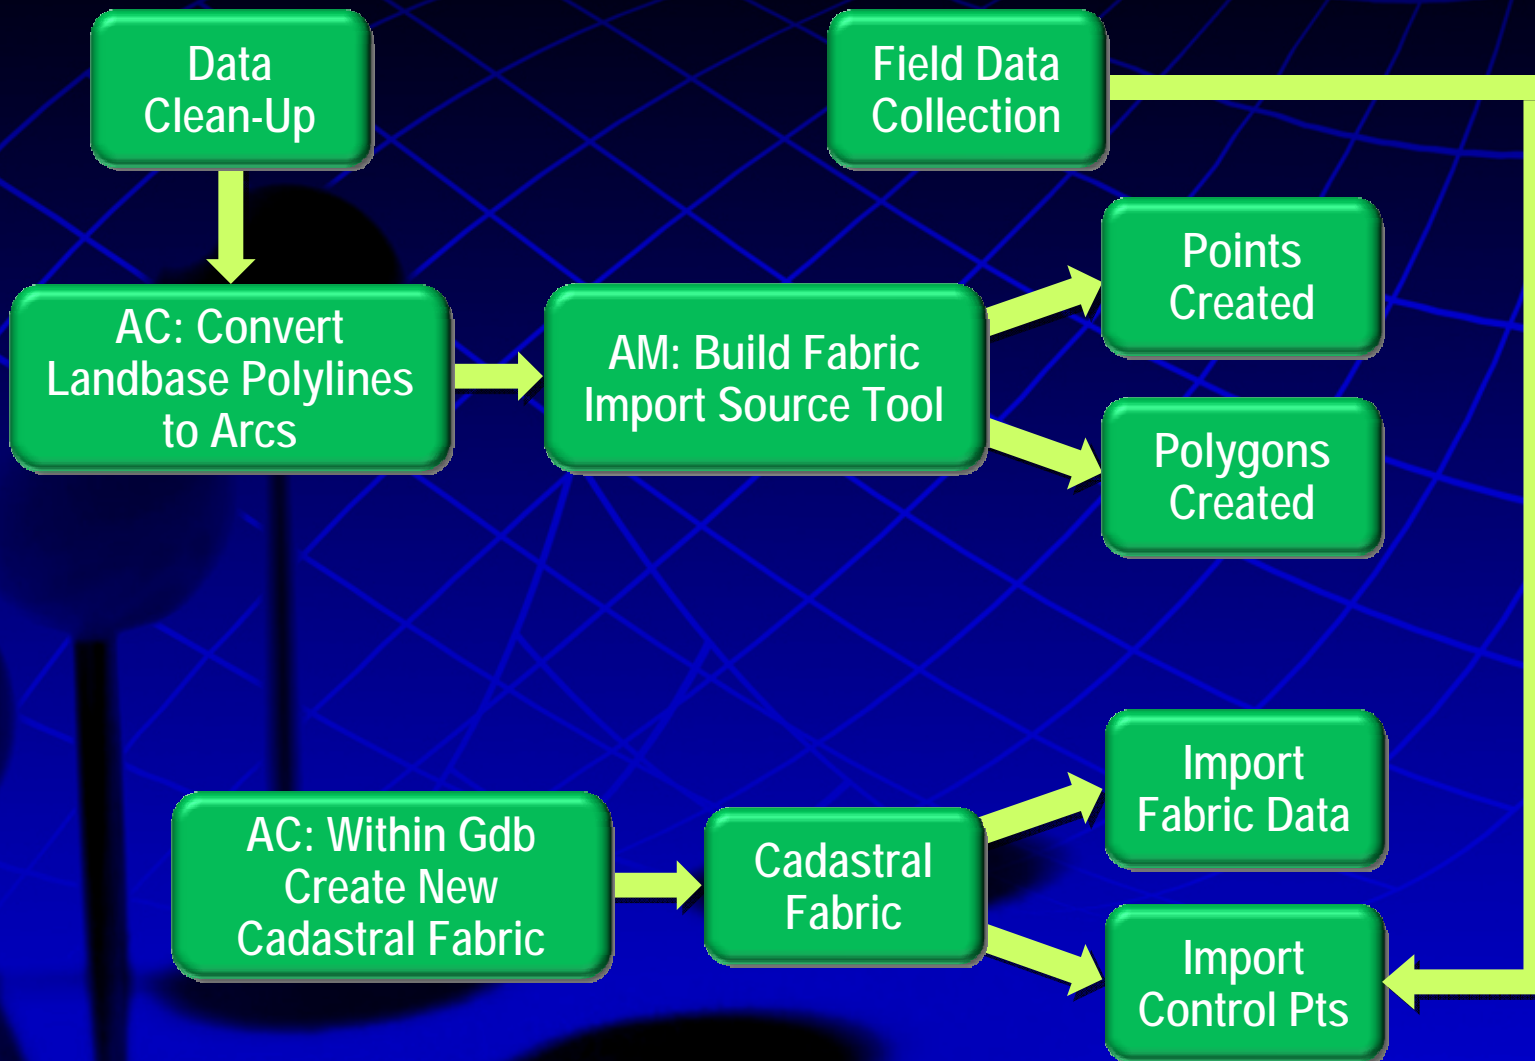 Data
Clean-Up
Field Data
Collection
Points
Created
AC: Convert
Landbase Polylines
to Arcs
AM: Build Fabric
Import Source Tool
Polygons
Created
Import
Fabric Data
AC: Within Gdb
Create New
Cadastral Fabric
Cadastral
Fabric
Import
Control Pts